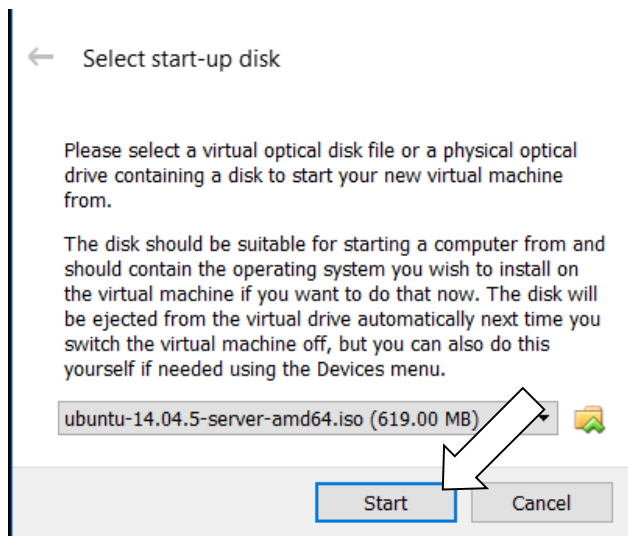 Select start-up disk
Please select a virtual optical disk file or a physical optical
drive containing a disk to start your new virtual machine
from.
The disk should be suitable for starting a computer from and
should contain the operating system you wish to install on
the virtual machine if you want to do that now. The disk will
be ejected from the virtual drive automatically next time you
switch the virtual machine off, but you can also do this
yourself if needed using the Devices menu.
ubuntu-14.04.5-server-amd64.iso (619.00 MB)
Start
Cancel